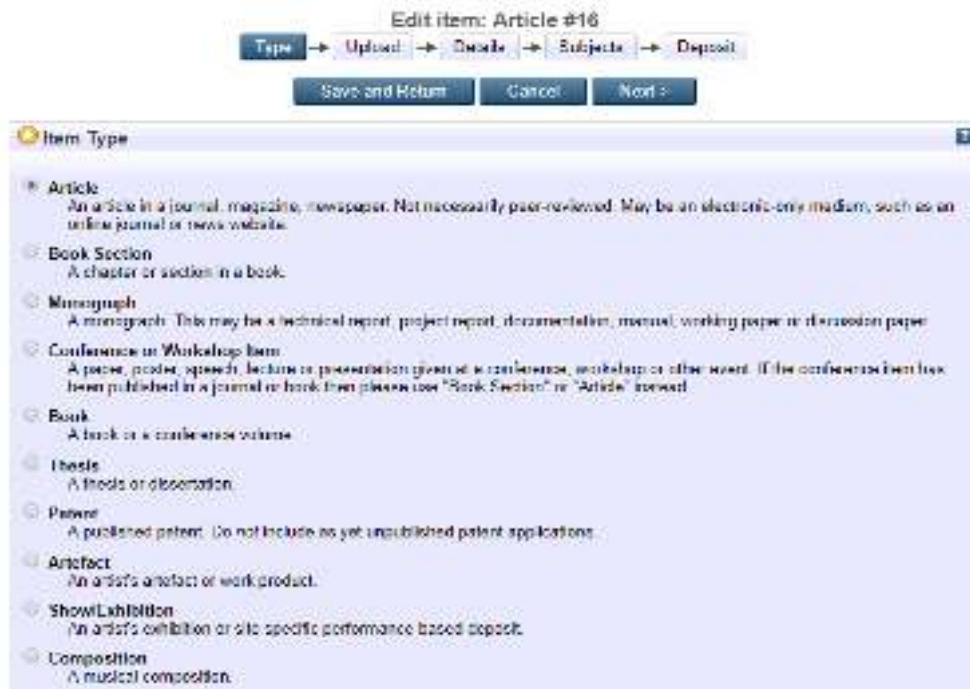 Edit item: Article #16
Type → Upload → Details → Subjects → Deposit
Save and Return Cancel Next >
Item Type
Article
An article in a journal, magazine, newspaper. Not necessarily peer-reviewed. May be an electronic-only medium, such as an
online journal or news website.
Book Section
A chapter or section in a book.
Monograph
A monograph. This may be a technical report, project report, documentation, manual, working paper or discussion paper.
Conference or Workshop Item
A paper, poster, speech, lecture or presentation given at a conference, workshop or other event. If the conference item has
been published in a journal or book then please use "Book Section" or "Article" instead.
Book
A book or a conference volume.
Thesis
A thesis or dissertation.
Patent
A published patent. Do not include as yet unpublished patent applications.
Artefact
An artist's artefact or work product.
Show/Exhibition
An artist's exhibition or site specific performance based deposit.
Composition
A musical composition.